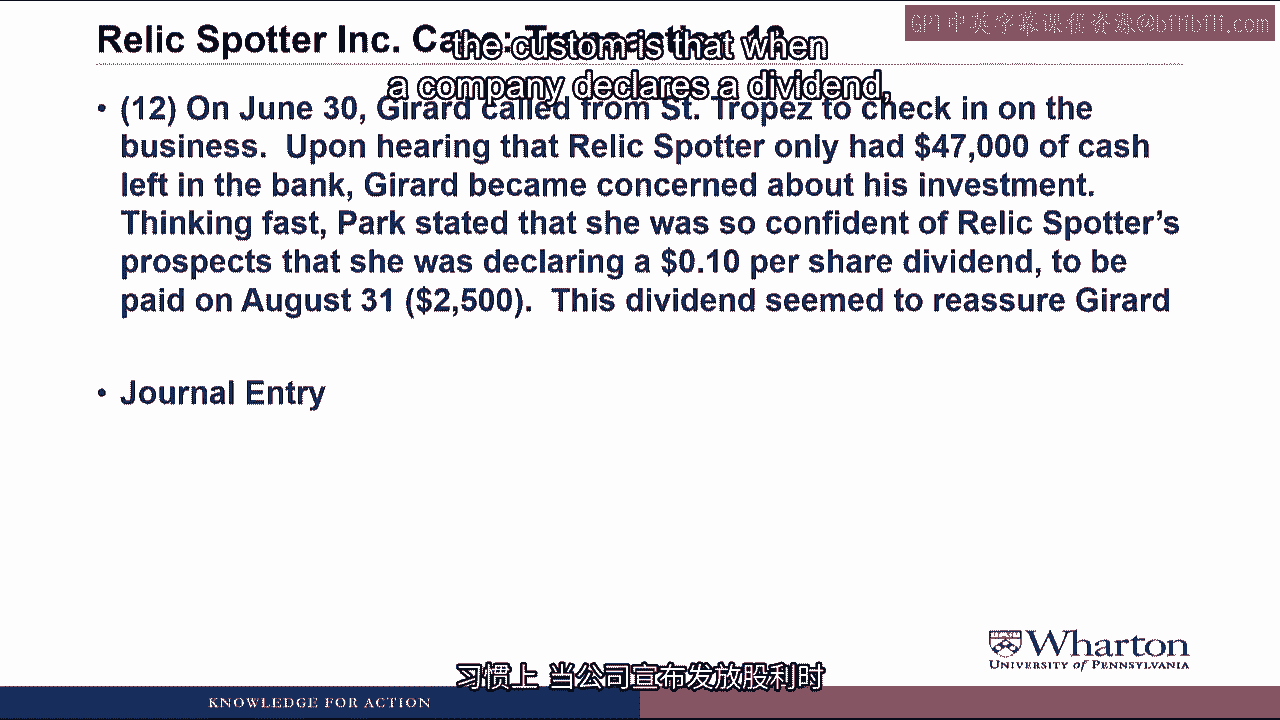 GPT中英字幕课程资源@bilibili.com
Relic Spotter Inc. Case: Transaction 12
the custom is that when
a company declares a dividend,
• (12) On June 30, Girard called from St. Tropez to check in on the
business. Upon hearing that Relic Spotter only had $47,000 of cash
left in the bank, Girard became concerned about his investment.
Thinking fast, Park stated that she was so confident of Relic Spotter’s
prospects that she was declaring a $0.10 per share dividend, to be
paid on August 31 ($2,500). This dividend seemed to reassure Girard
• Journal Entry
Wharton
UNIVERSITY of PENNSYLVANIA
习惯上 当公司宣布发放股利时
KNOWLEDGE FOR ACTION